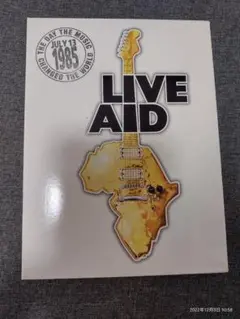 THE DAY THE MUSIC
JULY 13
1985
CHANGED THE WORLD
LIVE
AID